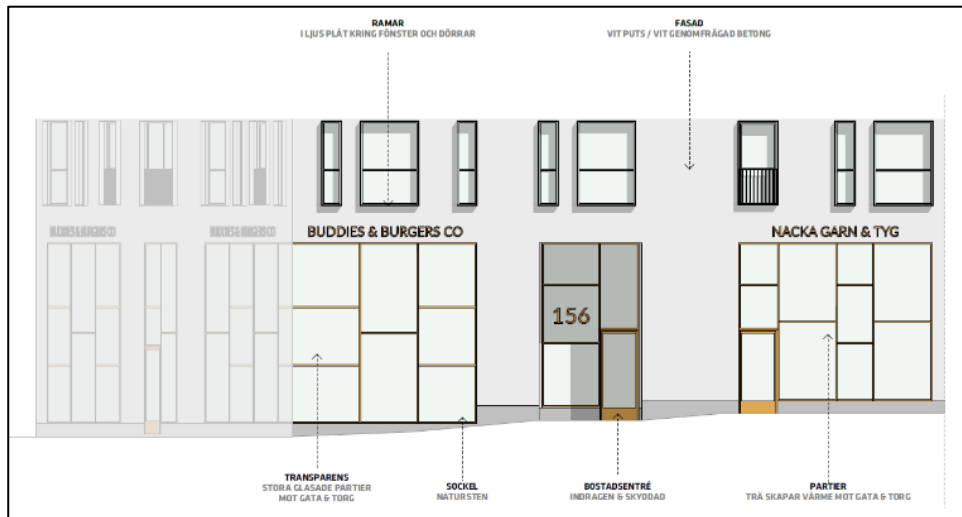 RAMAR
I LJUS PLÅT KRING FÖNSTER OCH DÖRRAR
FASAD
VIT PUTS / VIT GENOMFRÄGAD BETONG
BUDDIES & BURGERS CO
BUDDIES & BURGERS CO
BUDDIES & BURGERS CO
NACKA GARN & TYG
156
TRANSPARENS
STORA GLASADE PARTIER
MOT GATA & TORG
SOCKEL
NATURSTEN
BOSTADSENTRÉ
INDRAGEN & SKYDDAD
PARTIER
TRÄ SKAPAR VÄRME MOT GATA & TORG